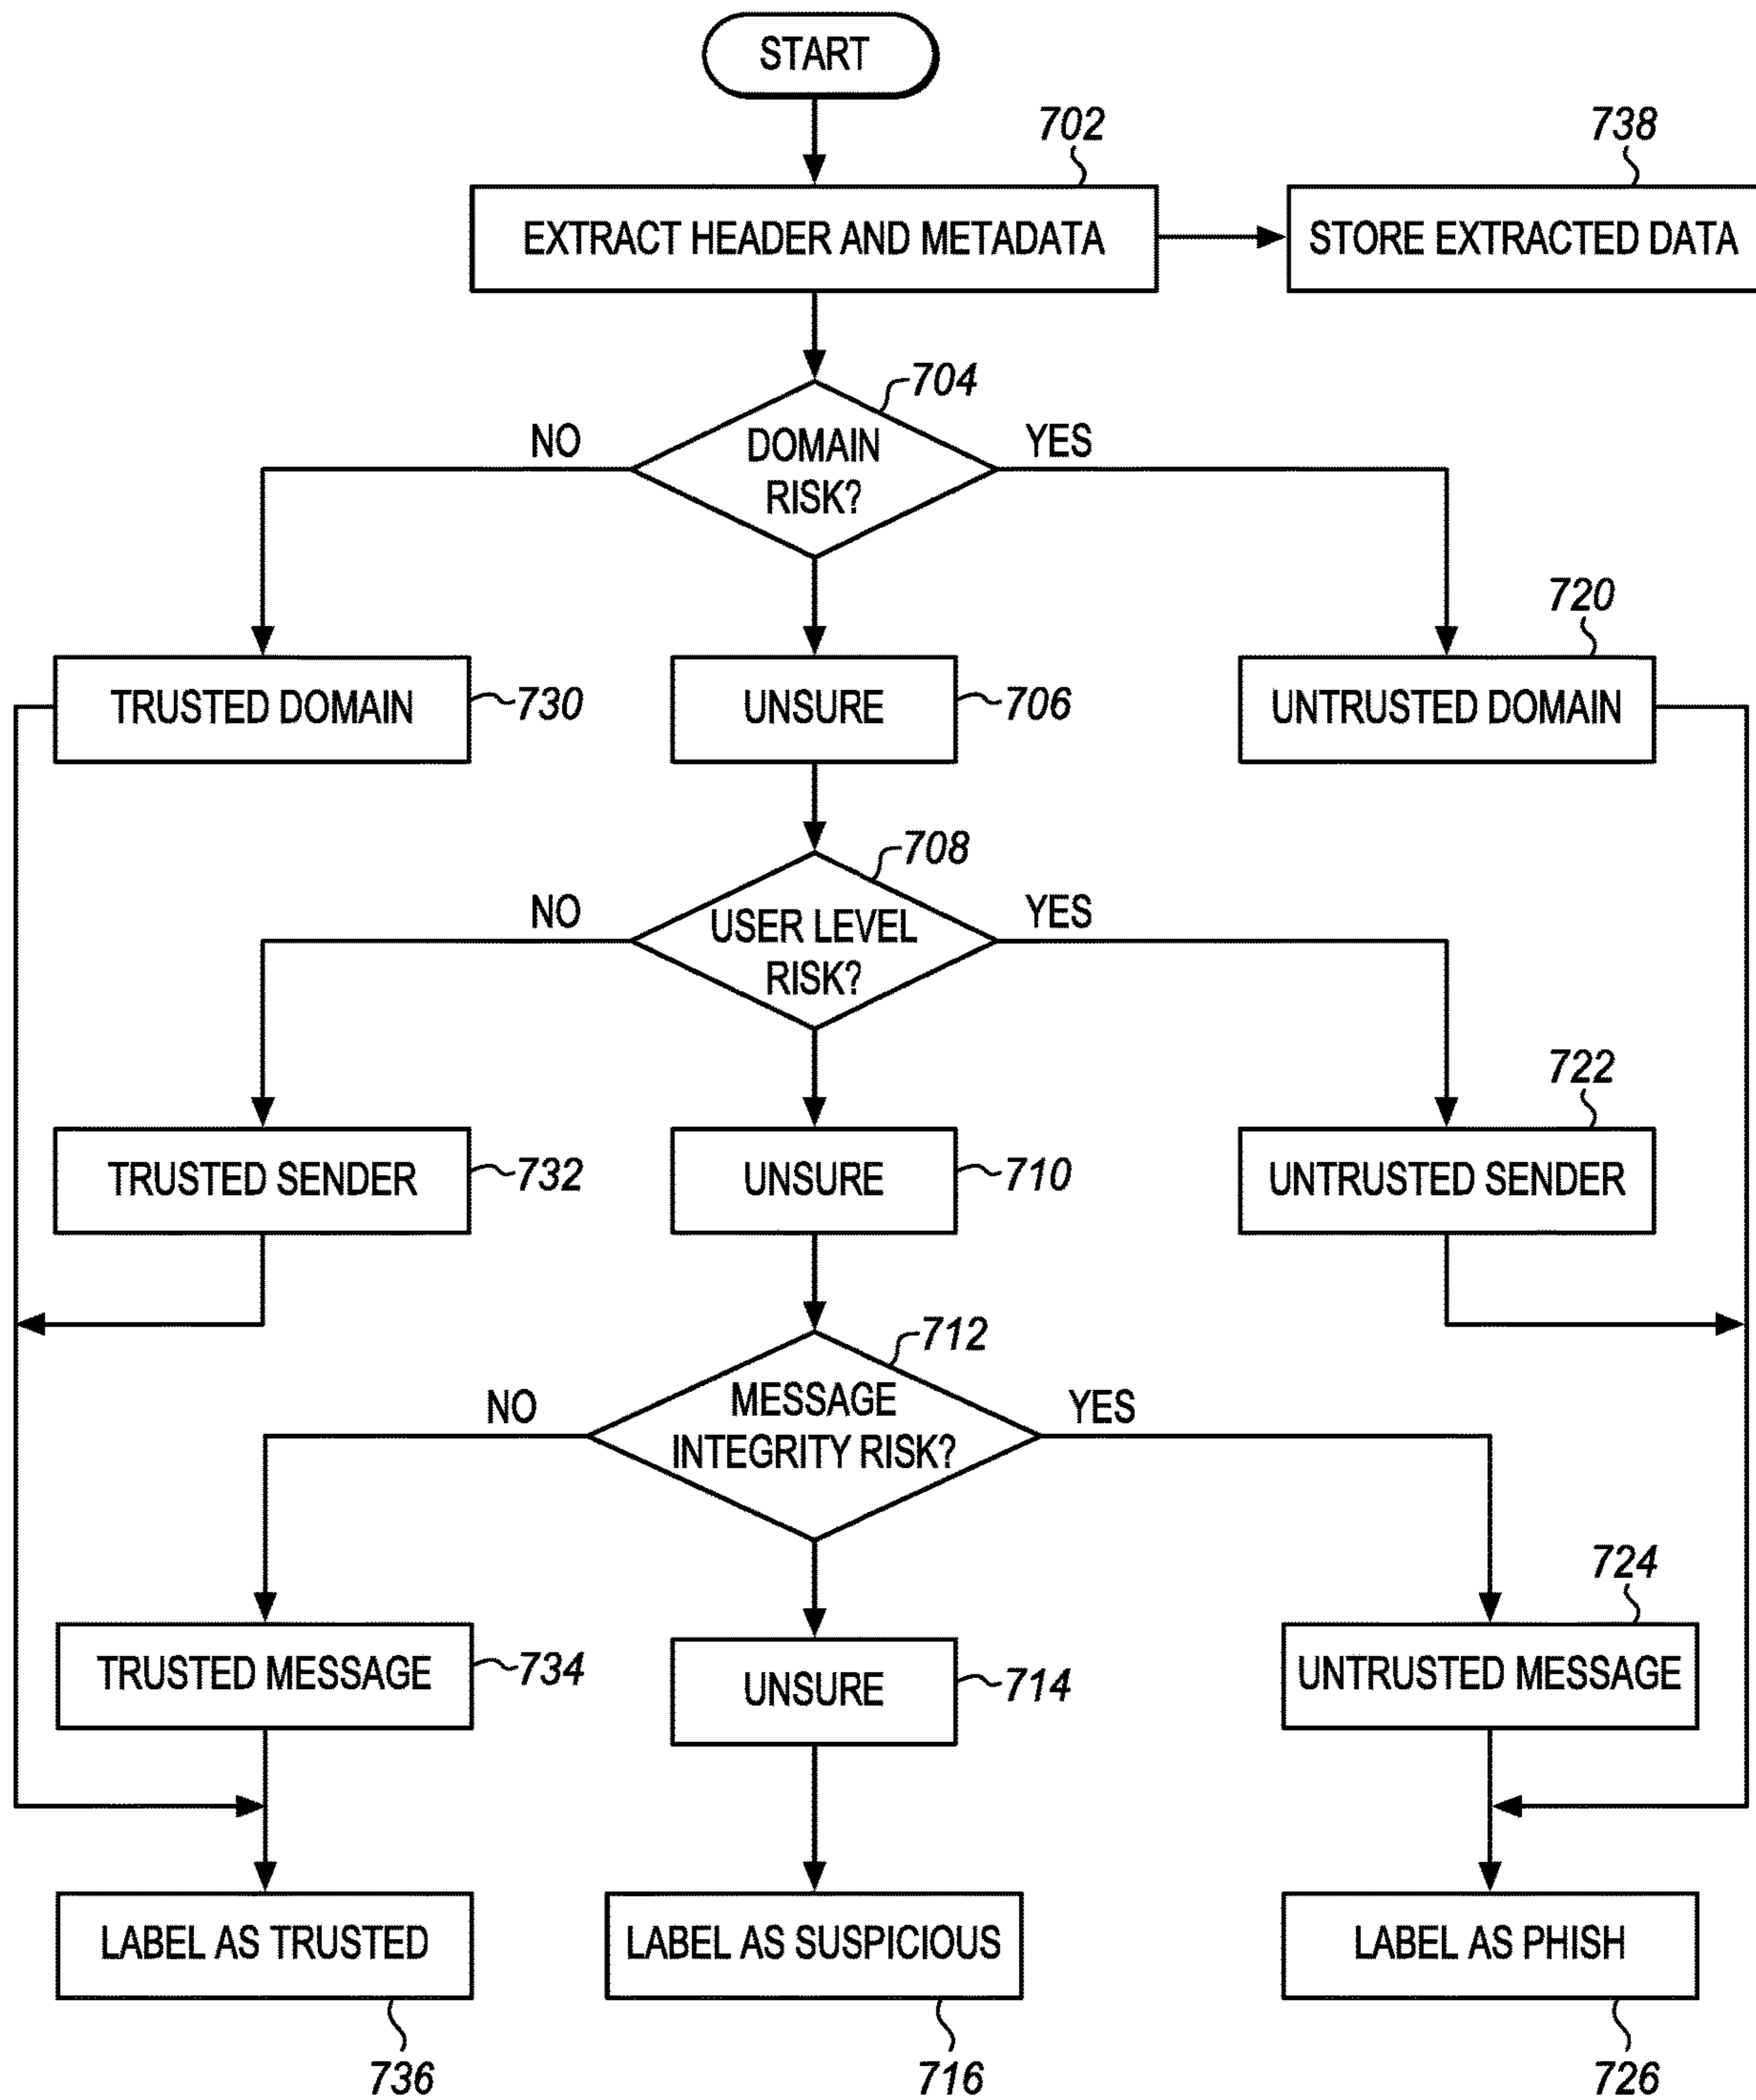 START
702
738
EXTRACT HEADER AND METADATA
STORE EXTRACTED DATA
704
NO
YES
DOMAIN
RISK?
720
TRUSTED DOMAIN
730
UNSURE
706
UNTRUSTED DOMAIN
708
NO
YES
USER LEVEL
RISK?
722
TRUSTED SENDER
732
UNSURE
710
UNTRUSTED SENDER
712
NO
YES
MESSAGE
INTEGRITY RISK?
724
TRUSTED MESSAGE
734
UNSURE
714
UNTRUSTED MESSAGE
LABEL AS TRUSTED
LABEL AS SUSPICIOUS
LABEL AS PHISH
736
716
726